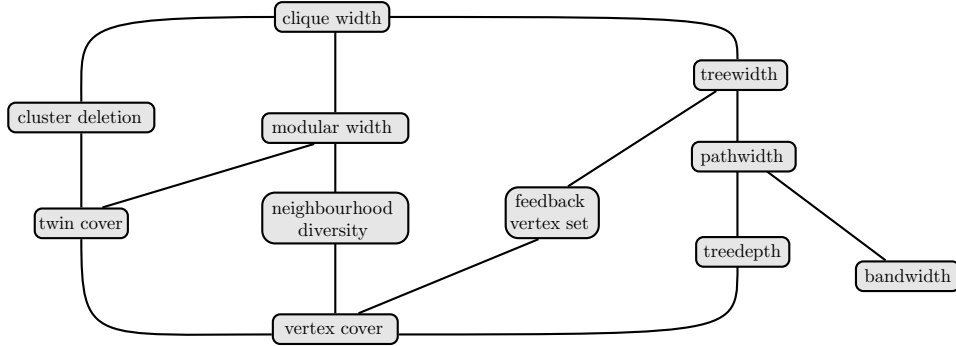 clique width
treewidth
cluster deletion
modular width
pathwidth
twin cover
neighbourhood
diversity
feedback
vertex set
treedepth
bandwidth
vertex cover